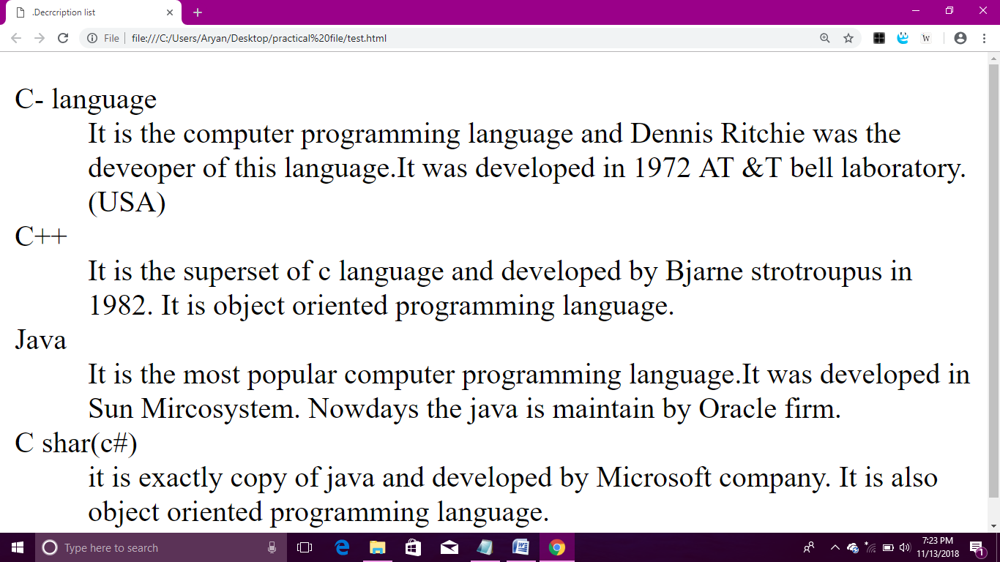 .Decrcription list
File file:///C:/Users/Aryan/Desktop/practical%20file/test.html
W
C- language
It is the computer programming language and Dennis Ritchie was the
deveoper of this language.It was developed in 1972 AT &T bell laboratory.
(USA)
C++
It is the superset of c language and developed by Bjarne strotroupus in
1982. It is object oriented programming language.
Java
It is the most popular computer programming language.It was developed in
Sun Mircosystem. Nowdays the java is maintain by Oracle firm.
C shar(c#)
it is exactly copy of java and developed by Microsoft company. It is also
object oriented programming language.
Type here to search
7:23 PM
11/13/2018
1